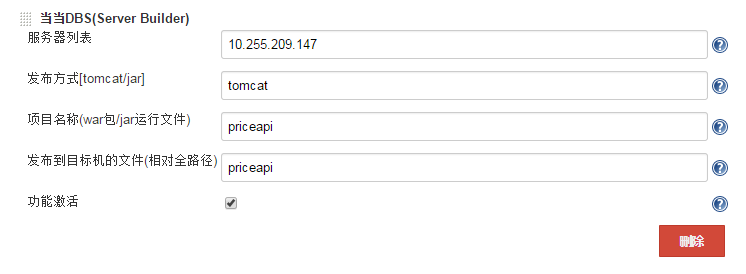 当当DBS(Server Builder)
服务器列表 10.255.209.147
发布方式[tomcat/jar] tomcat
项目名称(war包/jar运行文件) priceapi
发布到目标机的文件(相对全路径) priceapi
功能激活
删除